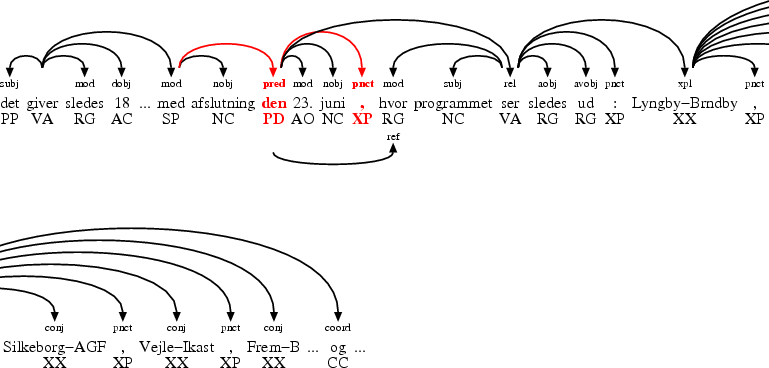 subj mod dobj mod nobj pred mod nobj pnct mod subj rel aobj avobj pnct xpl pnct
det giver sledes 18 ... med afslutning den 23. juni , hvor programmet ser sledes ud : Lyngby–Brndby ,
PP VA RG AC SP NC PD AO NC XP RG NC VA RG RG XP XX XP
ref
conj pnct conj pnct conj coord
Silkeborg–AGF , Vejle–Ikast , Frem–B ... og ...
XX XP XX XP XX CC